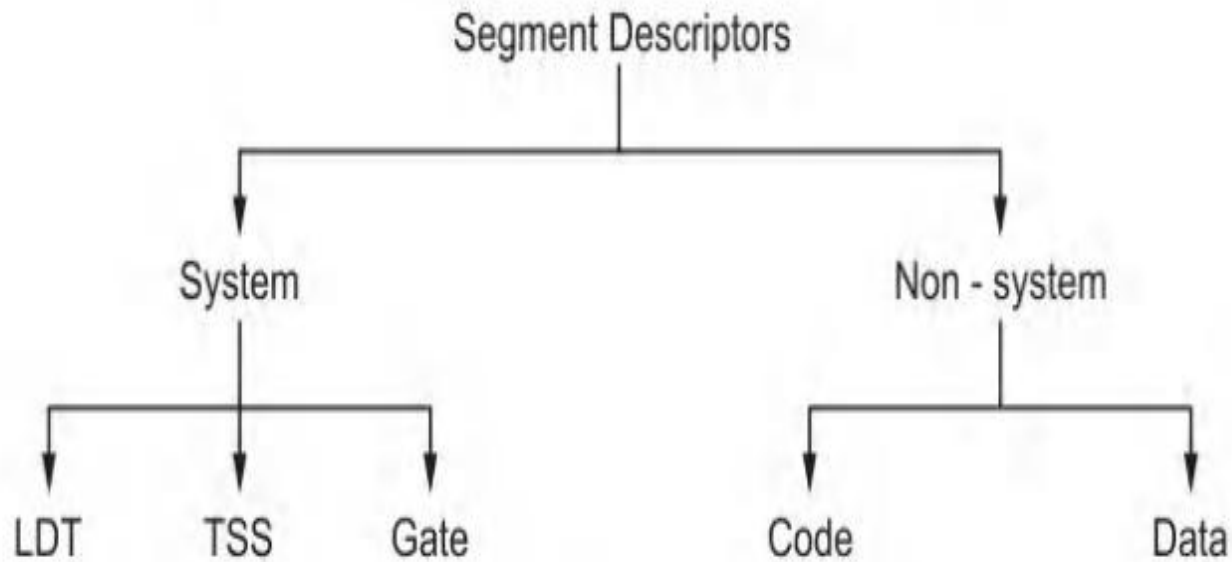 Segment Descriptors
System Non - system
LDT TSS Gate Code Data